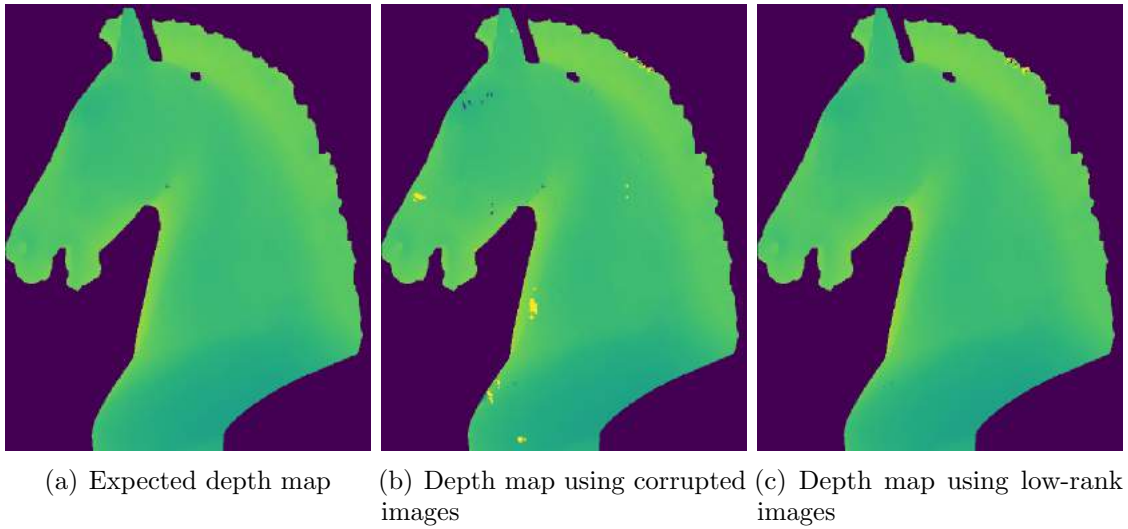 (a) Expected depth map
(b) Depth map using corrupted images
(c) Depth map using low-rank images